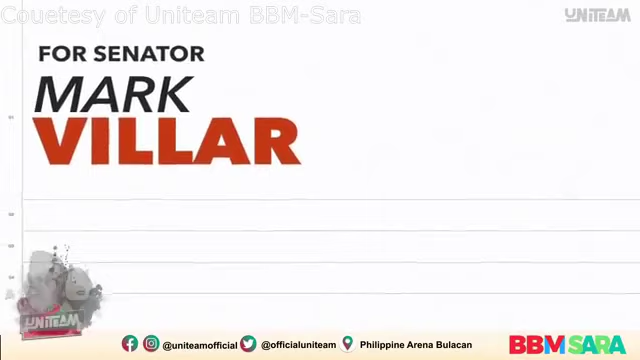 Couetesy of Uniteam BBM-Sara
UNITEAM
FOR SENATOR
MARK
VILLAR
UNITEAM
@uniteamofficial @officialuniteam Philippine Arena Bulacan
BBM SARA